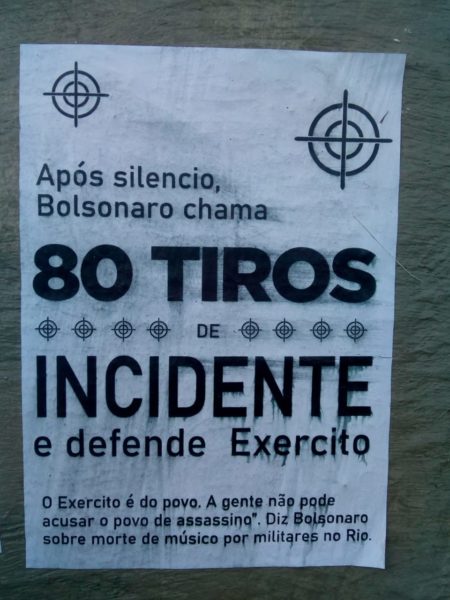 Após silencio,
Bolsonaro chama
80 TIROS
DE
INCIDENTE
e defende Exercito
O Exercito é do povo. A gente não pode
acusar o povo de assassino". Diz Bolsonaro
sobre morte de músico por militares no Rio.